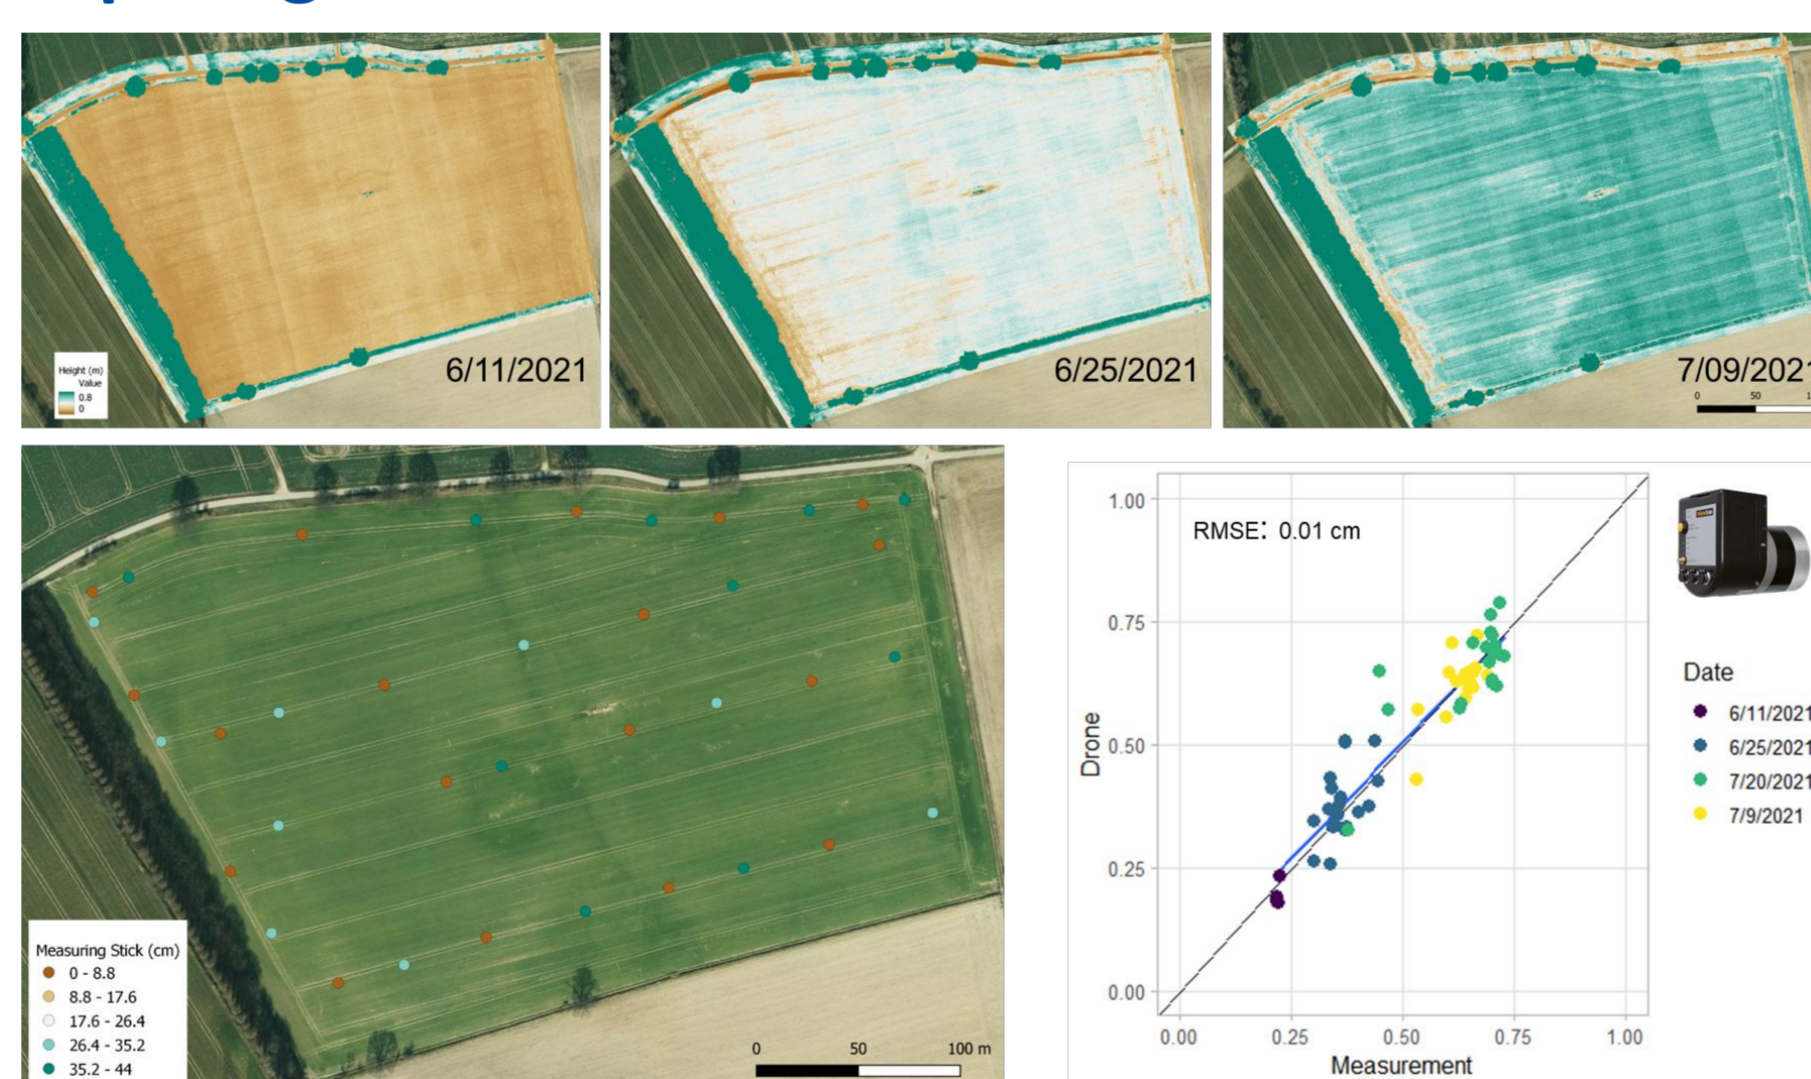 6/11/2021
6/25/2021
7/09/2021
Height (m)
Value
0.8
0
0
50
Measuring Stick (cm)
0 - 8.8
8.8 - 17.6
17.6 - 26.4
26.4 - 35.2
35.2 - 44
0
50
100 m
RMSE: 0.01 cm
1.00
0.75
0.50
0.25
0.00
Drone
0.00
0.25
0.50
0.75
1.00
Measurement
Date
6/11/2021
6/25/2021
7/20/2021
7/9/2021